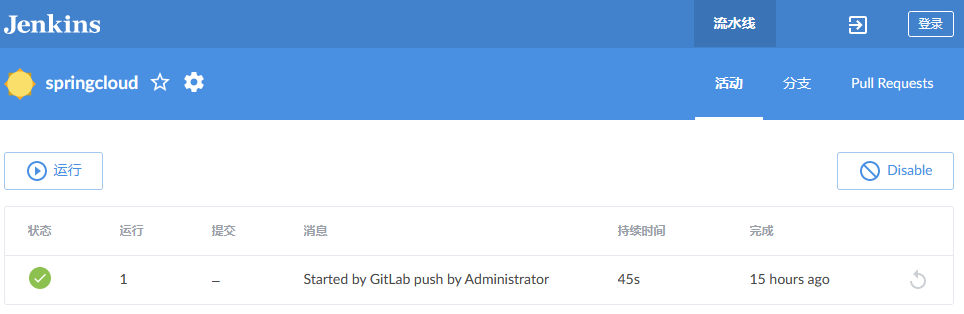 Jenkins 流水线 登录
springcloud 活动 分支 Pull Requests
运行 Disable
状态 运行 提交 消息 持续时间 完成
1 – Started by GitLab push by Administrator 45s 15 hours ago